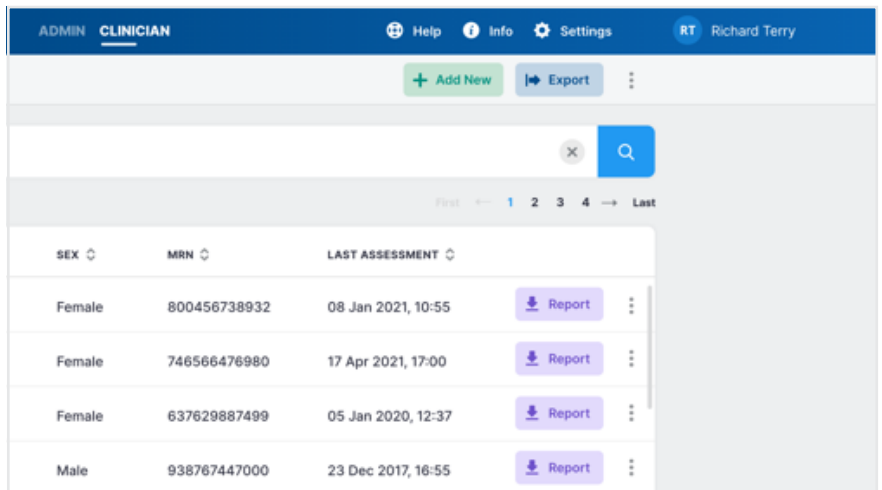 ADMIN CLINICIAN Help Info Settings RT Richard Terry
Add New Export
First 1 2 3 4 Last
SEX MRN LAST ASSESSMENT
Female 800456738932 08 Jan 2021, 10:55 Report
Female 746566476980 17 Apr 2021, 17:00 Report
Female 637629887499 05 Jan 2020, 12:37 Report
Male 938767447000 23 Dec 2017, 16:55 Report